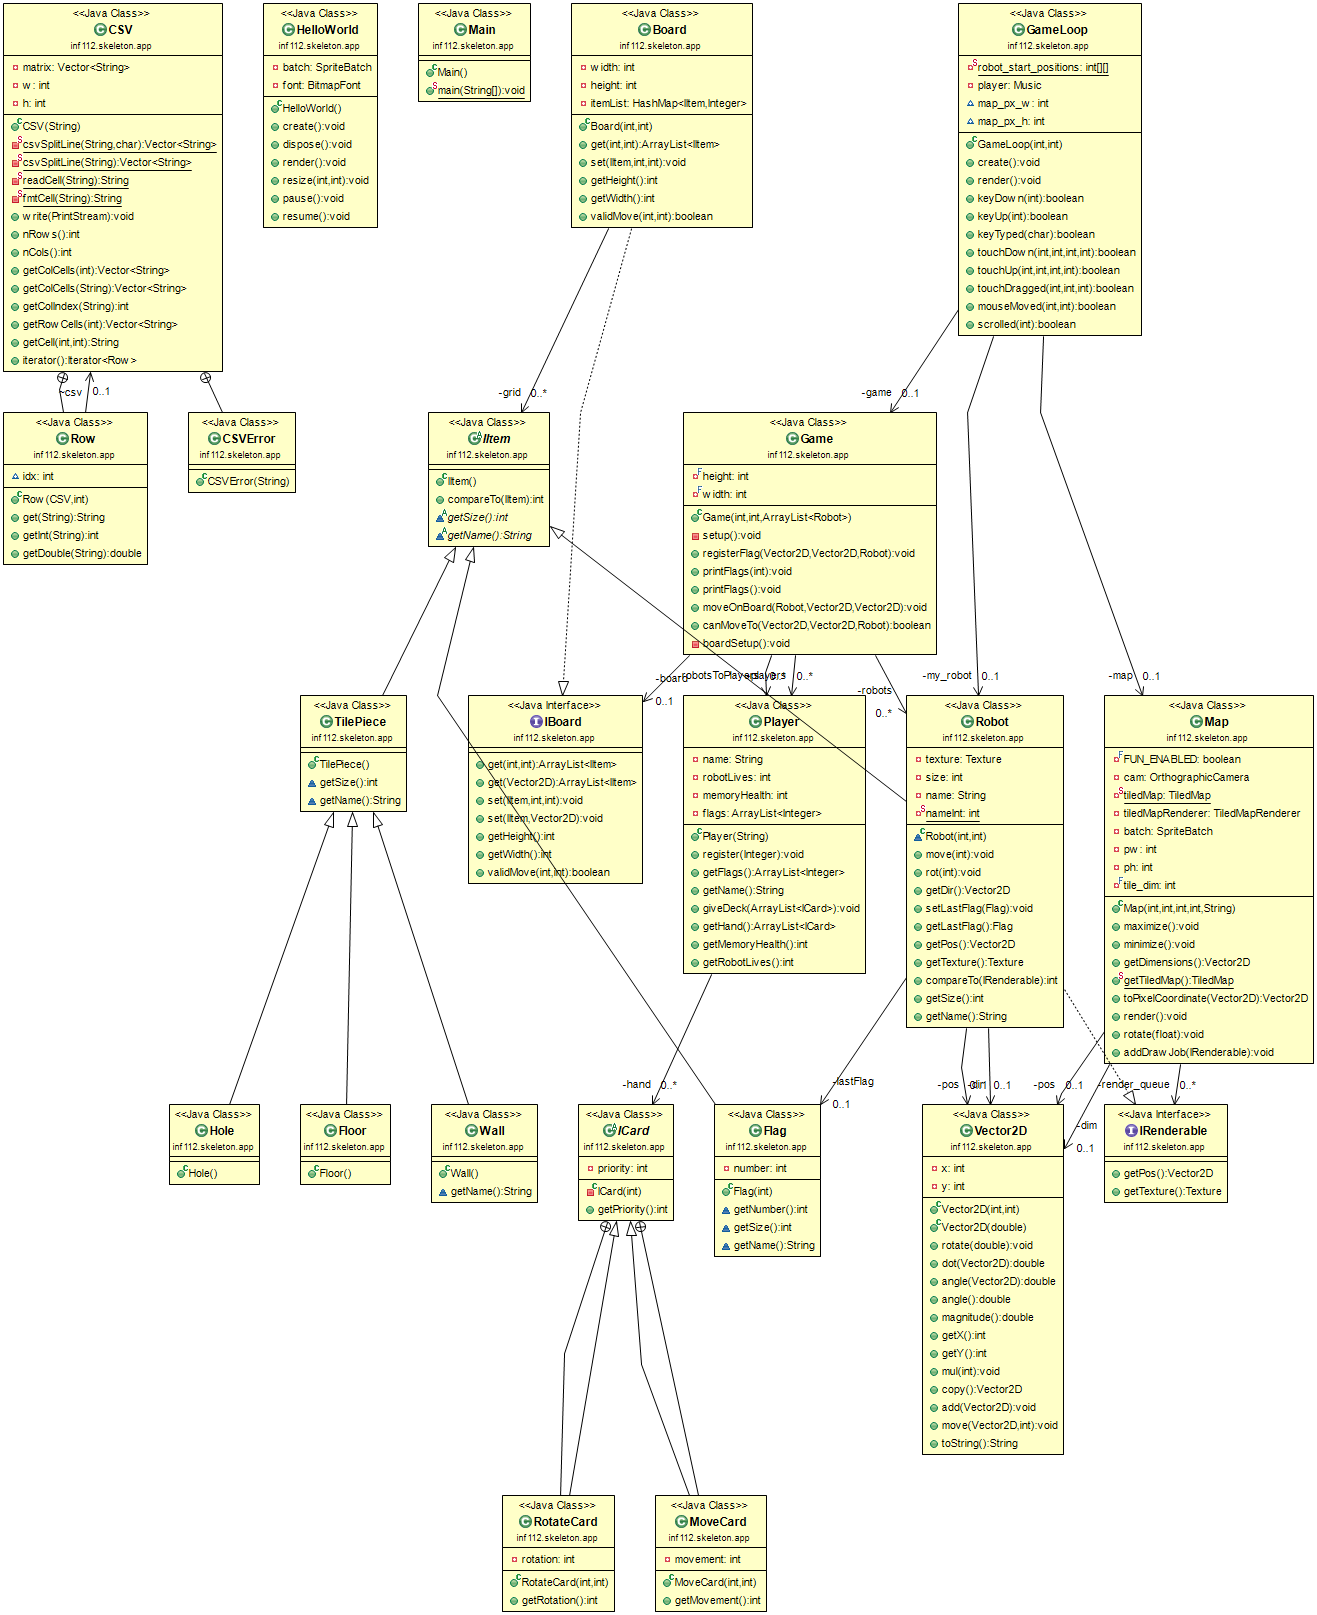 <<Java Class>>
CSV
inf112.skeleton.app
matrix: Vector<String>
w: int
h: int
CSV(String)
csvSplitLine(String,char):Vector<String>
csvSplitLine(String):Vector<String>
readCell(String):String
fmtCell(String):String
write(PrintStream):void
nRows():int
nCols():int
getColCells(int):Vector<String>
getColCells(String):Vector<String>
getColIndex(String):int
getRowCells(int):Vector<String>
getCell(int,int):String
iterator():Iterator<Row>
<<Java Class>>
HelloWorld
inf112.skeleton.app
batch: SpriteBatch
font: BitmapFont
HelloWorld()
create():void
dispose():void
render():void
resize(int,int):void
pause():void
resume():void
<<Java Class>>
Main
inf112.skeleton.app
Main()
main(String[]):void
<<Java Class>>
Board
inf112.skeleton.app
width: int
height: int
itemList: HashMap<IItem,Integer>
Board(int,int)
get(int,int):ArrayList<IItem>
set(IItem,int,int):void
getHeight():int
getWidth():int
validMove(int,int):boolean
<<Java Class>>
GameLoop
inf112.skeleton.app
robot_start_positions: int[][]
player: Music
map_px_w: int
map_px_h: int
GameLoop(int,int)
create():void
render():void
keyDown(int):boolean
keyUp(int):boolean
keyTyped(char):boolean
touchDown(int,int,int,int):boolean
touchUp(int,int,int,int):boolean
touchDragged(int,int,int):boolean
mouseMoved(int,int):boolean
scrolled(int):boolean
~csv 0..1
-grid 0..*
-game 0..1
<<Java Class>>
Row
inf112.skeleton.app
idx: int
Row(CSV,int)
get(String):String
getInt(String):int
getDouble(String):double
<<Java Class>>
CSVError
inf112.skeleton.app
CSVError(String)
<<Java Class>>
IItem
inf112.skeleton.app
IItem()
compareTo(IItem):int
getSize():int
getName():String
<<Java Class>>
Game
inf112.skeleton.app
height: int
width: int
Game(int,int,ArrayList<Robot>)
setup():void
registerFlag(Vector2D,Vector2D,Robot):void
printFlags(int):void
printFlags():void
moveOnBoard(Robot,Vector2D,Vector2D):void
canMoveTo(Vector2D,Vector2D,Robot):boolean
boardSetup():void
-board 0..1
-robotsToPlayers 0..*
-players 0..*
-robots 0..*
-my_robot 0..1
-map 0..1
<<Java Class>>
TilePiece
inf112.skeleton.app
TilePiece()
getSize():int
getName():String
<<Java Interface>>
IBoard
inf112.skeleton.app
get(int,int):ArrayList<IItem>
get(Vector2D):ArrayList<IItem>
set(IItem,int,int):void
set(IItem,Vector2D):void
getHeight():int
getWidth():int
validMove(int,int):boolean
<<Java Class>>
Player
inf112.skeleton.app
name: String
robotLives: int
memoryHealth: int
flags: ArrayList<Integer>
Player(String)
register(Integer):void
getFlags():ArrayList<Integer>
getName():String
giveDeck(ArrayList<ICard>):void
getHand():ArrayList<ICard>
getMemoryHealth():int
getRobotLives():int
<<Java Class>>
Robot
inf112.skeleton.app
texture: Texture
size: int
name: String
nameInt: int
Robot(int,int)
move(int):void
rot(int):void
getDir():Vector2D
setLastFlag(Flag):void
getLastFlag():Flag
getPos():Vector2D
getTexture():Texture
compareTo(IRenderable):int
getSize():int
getName():String
<<Java Class>>
Map
inf112.skeleton.app
FUN_ENABLED: boolean
cam: OrthographicCamera
tiledMap: TiledMap
tiledMapRenderer: TiledMapRenderer
batch: SpriteBatch
pw: int
ph: int
tile_dim: int
Map(int,int,int,int,String)
maximize():void
minimize():void
getDimensions():Vector2D
getTiledMap():TiledMap
toPixelCoordinate(Vector2D):Vector2D
render():void
rotate(float):void
addDrawJob(IRenderable):void
-hand 0..*
-lastFlag 0..1
-pos 0..1
-dir 0..1
-pos 0..1
-dim 0..1
-render_queue 0..*
<<Java Class>>
Hole
inf112.skeleton.app
Hole()
<<Java Class>>
Floor
inf112.skeleton.app
Floor()
<<Java Class>>
Wall
inf112.skeleton.app
Wall()
getName():String
<<Java Class>>
ICard
inf112.skeleton.app
priority: int
ICard(int)
getPriority():int
<<Java Class>>
Flag
inf112.skeleton.app
number: int
Flag(int)
getNumber():int
getSize():int
getName():String
<<Java Class>>
Vector2D
inf112.skeleton.app
x: int
y: int
Vector2D(int,int)
Vector2D(double)
rotate(double):void
dot(Vector2D):double
angle(Vector2D):double
angle():double
magnitude():double
getX():int
getY():int
mul(int):void
copy():Vector2D
add(Vector2D):void
move(Vector2D,int):void
toString():String
<<Java Interface>>
IRenderable
inf112.skeleton.app
getPos():Vector2D
getTexture():Texture
<<Java Class>>
RotateCard
inf112.skeleton.app
rotation: int
RotateCard(int,int)
getRotation():int
<<Java Class>>
MoveCard
inf112.skeleton.app
movement: int
MoveCard(int,int)
getMovement():int